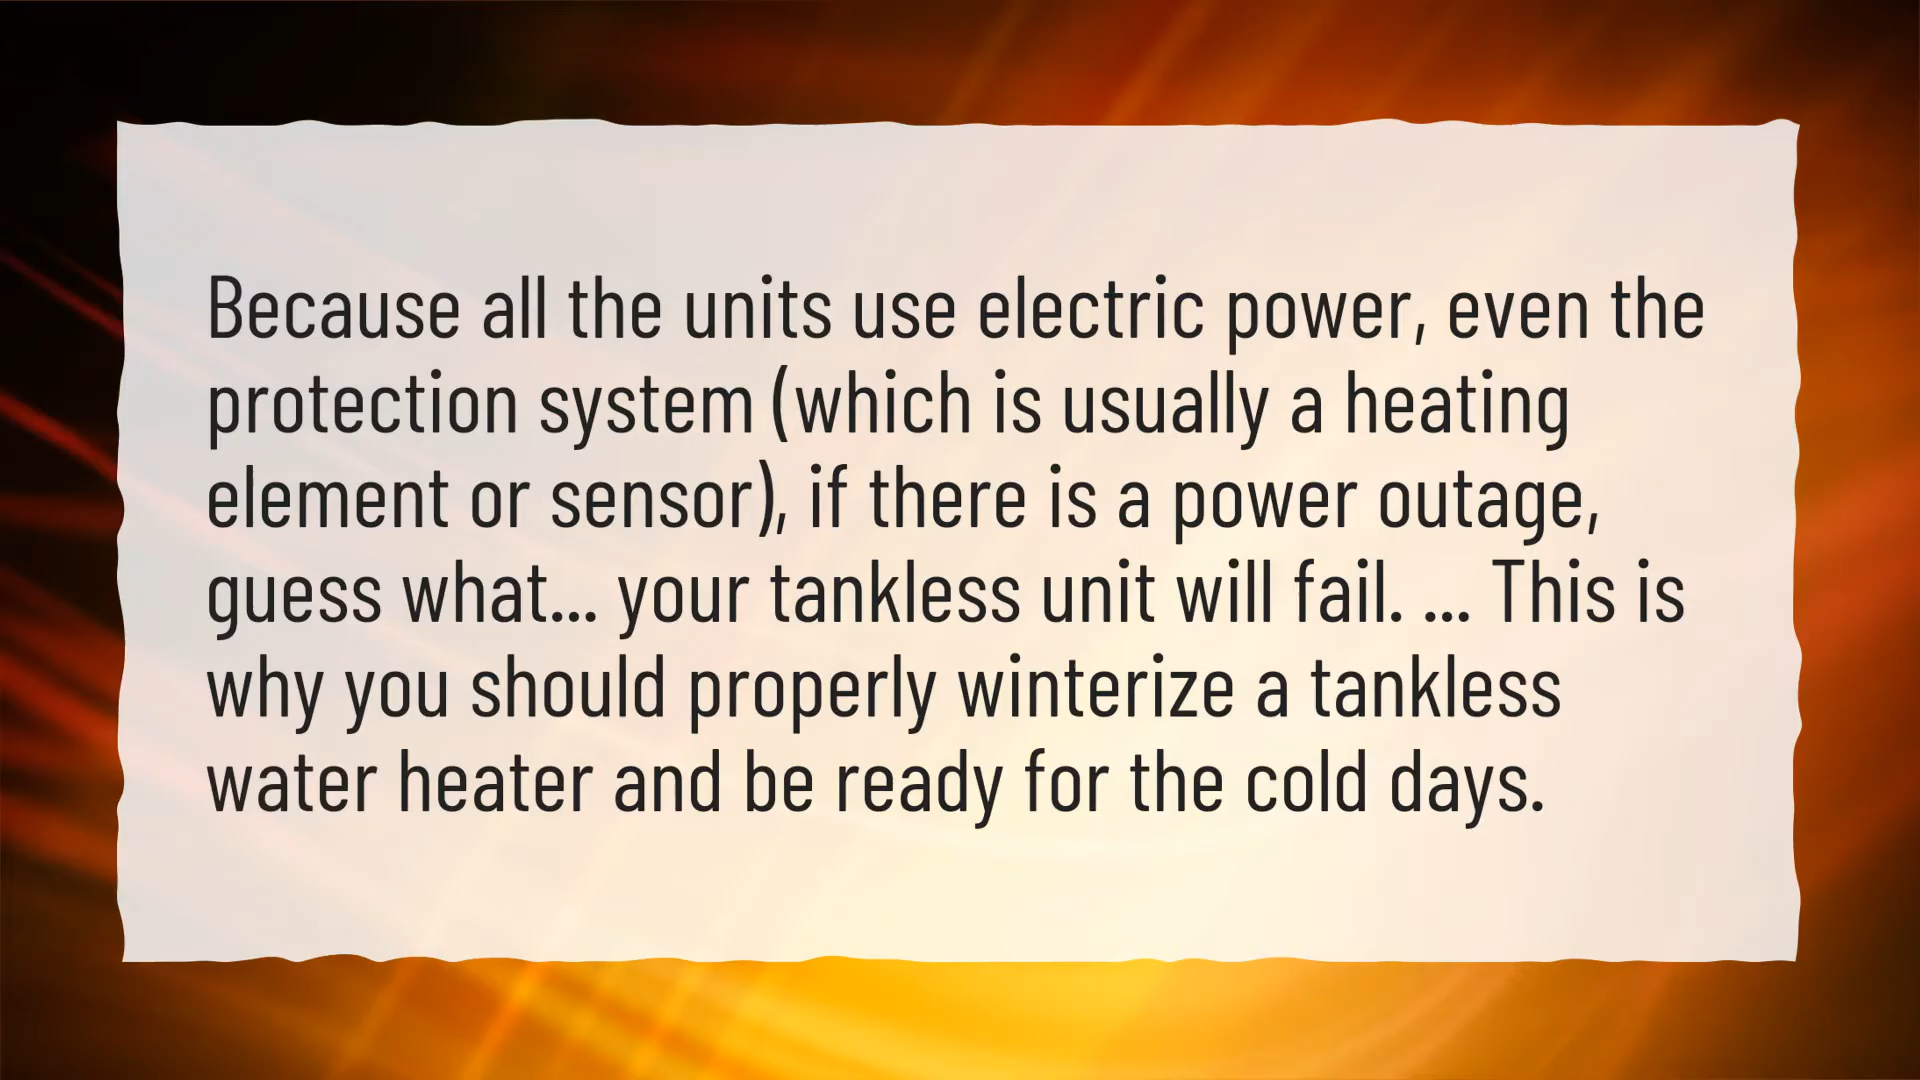 Because all the units use electric power, even the
protection system (which is usually a heating
element or sensor), if there is a power outage,
guess what... your tankless unit will fail. ... This is
why you should properly winterize a tankless
water heater and be ready for the cold days.